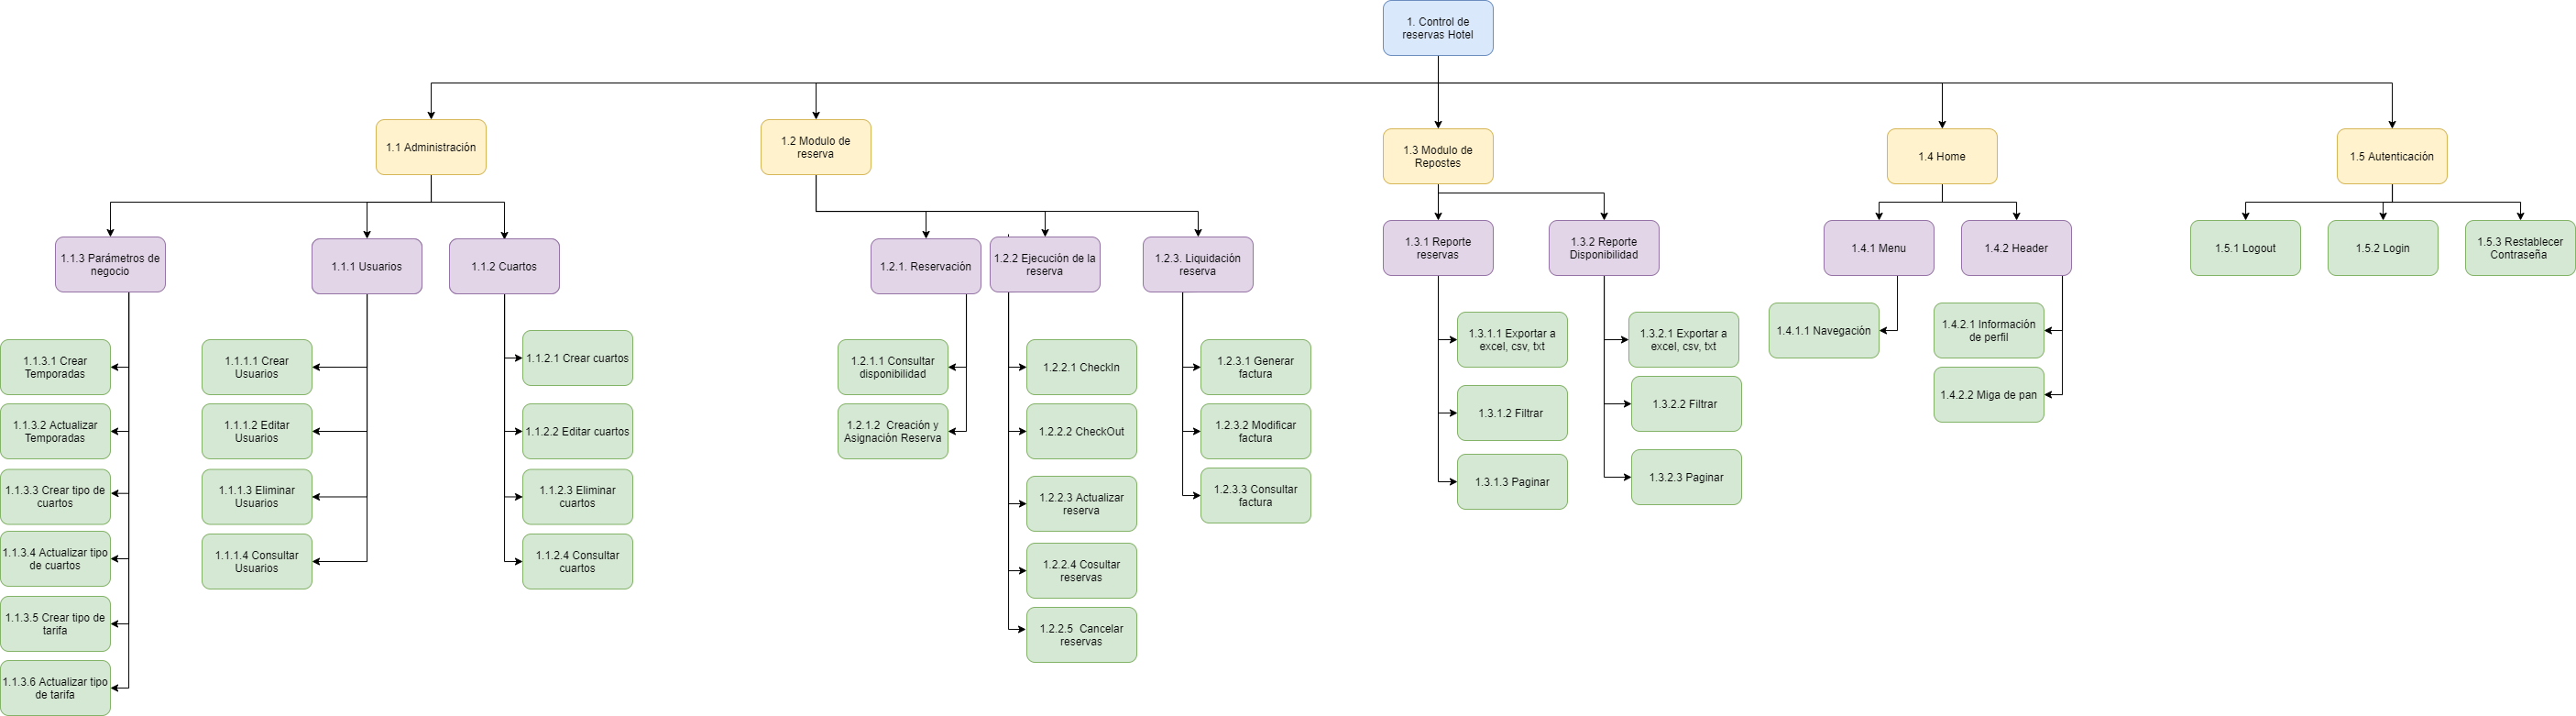 1. Control de
reservas Hotel
1.1 Administración
1.2 Modulo de
reserva
1.3 Modulo de
Repostes
1.4 Home
1.5 Autenticación
1.1.3 Parámetros de
negocio
1.1.1 Usuarios
1.1.2 Cuartos
1.2.1. Reservación
1.2.2 Ejecución de la
reserva
1.2.3. Liquidación
reserva
1.3.1 Reporte
reservas
1.3.2 Reporte
Disponibilidad
1.4.1 Menu
1.4.2 Header
1.5.1 Logout
1.5.2 Login
1.5.3 Restablecer
Contraseña
1.1.3.1 Crear
Temporadas
1.1.3.2 Actualizar
Temporadas
1.1.3.3 Crear tipo de
cuartos
1.1.3.4 Actualizar tipo
de cuartos
1.1.3.5 Crear tipo de
tarifa
1.1.3.6 Actualizar tipo
de tarifa
1.1.1.1 Crear
Usuarios
1.1.1.2 Editar
Usuarios
1.1.1.3 Eliminar
Usuarios
1.1.1.4 Consultar
Usuarios
1.1.2.1 Crear cuartos
1.1.2.2 Editar cuartos
1.1.2.3 Eliminar
cuartos
1.1.2.4 Consultar
cuartos
1.2.1.1 Consultar
disponibilidad
1.2.1.2 Creación y
Asignación Reserva
1.2.2.1 CheckIn
1.2.2.2 CheckOut
1.2.2.3 Actualizar
reserva
1.2.2.4 Cosultar
reservas
1.2.2.5 Cancelar
reservas
1.2.3.1 Generar
factura
1.2.3.2 Modificar
factura
1.2.3.3 Consultar
factura
1.3.1.1 Exportar a
excel, csv, txt
1.3.1.2 Filtrar
1.3.1.3 Paginar
1.3.2.1 Exportar a
excel, csv, txt
1.3.2.2 Filtrar
1.3.2.3 Paginar
1.4.1.1 Navegación
1.4.2.1 Información
de perfil
1.4.2.2 Miga de pan